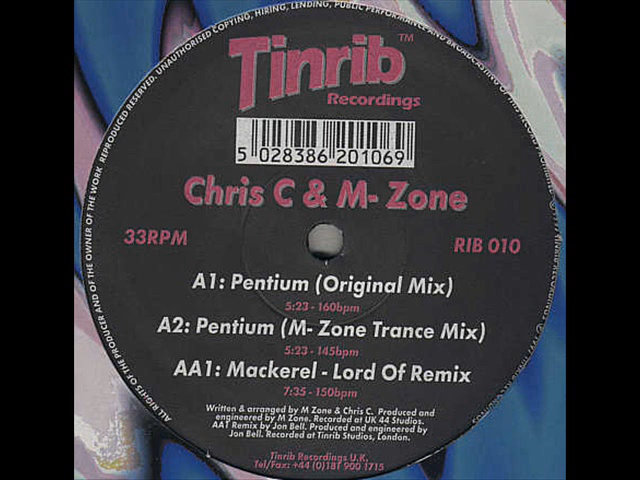 Tinrib™
Recordings
5 028386 201069
Chris C & M- Zone
33RPM
RIB 010
A1: Pentium (Original Mix)
5:23 - 160bpm
A2: Pentium (M- Zone Trance Mix)
5:23 - 145bpm
AA1: Mackerel - Lord Of Remix
7:35 - 150bpm
Written & arranged by M Zone & Chris C. Produced and
engineered by M Zone. Recorded at UK 44 Studios.
AA1 Remix by Jon Bell. Produced and engineered by
Jon Bell. Recorded at Tinrib Studios, London.
Tinrib Recordings U.K.
Tel/Fax: +44 (0)181 900 1715
ALL RIGHTS OF THE PRODUCER AND OF THE OWNER OF THE WORK REPRODUCED RESERVED. UNAUTHORISED COPYING, HIRING, LENDING, PUBLIC PERFORMANCE AND BROADCASTING OF